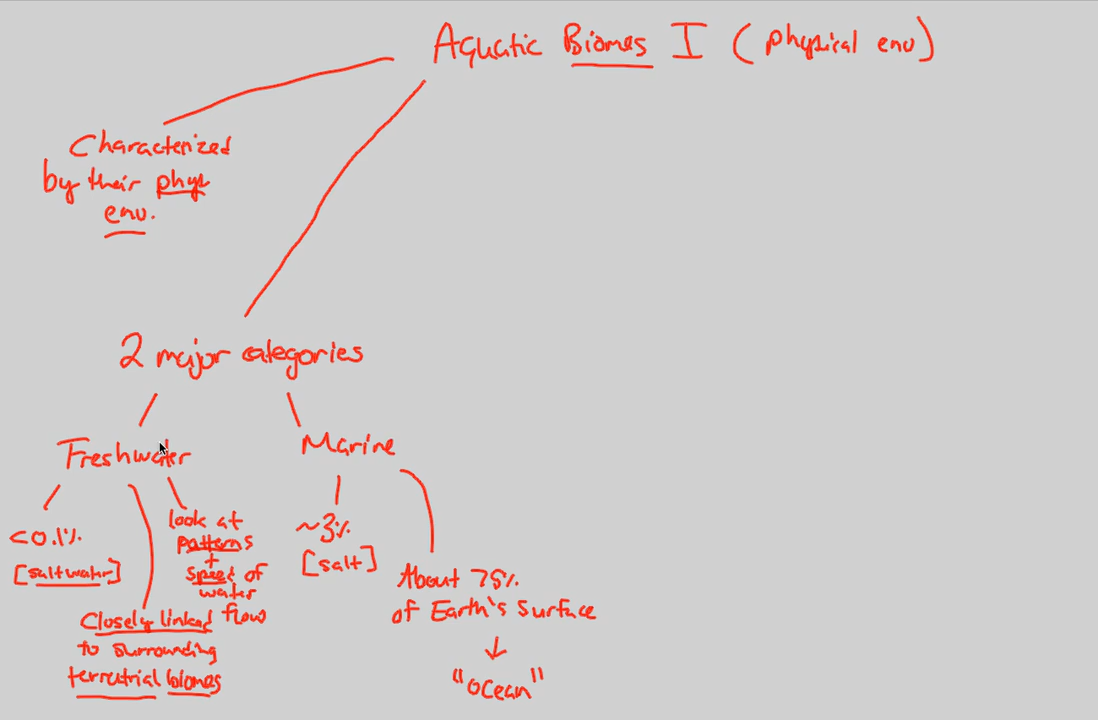 Aquatic Biomes I (physical env)
Characterized
by their phys
env.
2 major categories
Freshwater
<0.1%
[saltwater]
Closely linked
to surrounding
terrestrial biomes
look at
patterns
+
speed of
water
flow
Marine
~3%
[salt]
About 75%
of Earth's surface
↓
"ocean"